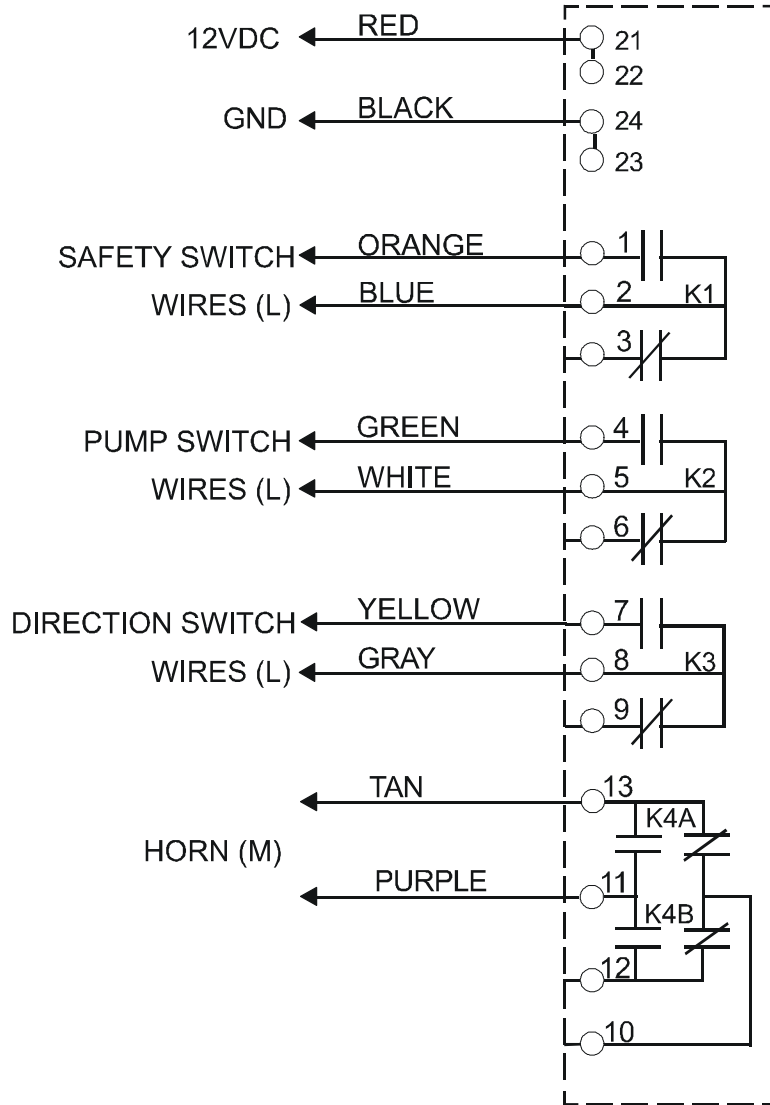 12VDC RED 21
22
GND BLACK 24
23
SAFETY SWITCH ORANGE 1
WIRES (L) BLUE 2 K1
3
PUMP SWITCH GREEN 4
WIRES (L) WHITE 5 K2
6
DIRECTION SWITCH YELLOW 7
WIRES (L) GRAY 8 K3
9
TAN 13
K4A
HORN (M)
PURPLE 11
K4B
12
10